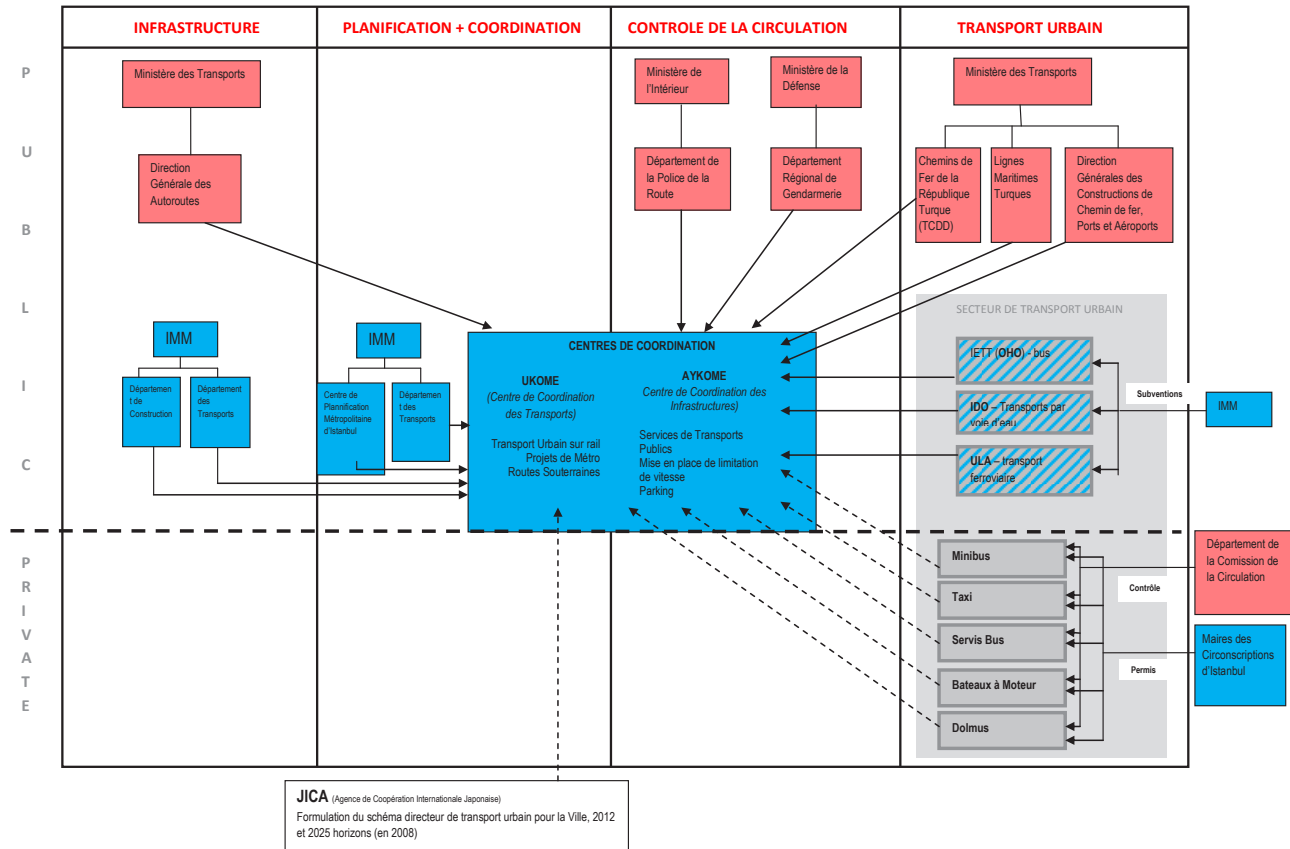 INFRASTRUCTURE
PLANIFICATION + COORDINATION
CONTROLE DE LA CIRCULATION
TRANSPORT URBAIN
P
U
B
L
I
C
P
R
I
V
A
T
E
Ministère des Transports
Direction
Générale des
Autoroutes
Ministère de
l'Intérieur
Ministère de la
Défense
Département de
la Police de la
Route
Département
Régional de
Gendarmerie
Ministère des Transports
Chemins de
Fer de la
République
Turque
(TCDD)
Lignes
Maritimes
Turques
Direction
Générales des
Constructions de
Chemin de fer,
Ports et Aéroports
IMM
Départemen
t de
Construction
Département
des
Transports
IMM
Centre de
Plannification
Métropolitaine
d'Istanbul
Départemen
t des
Transports
CENTRES DE COORDINATION
UKOME
(Centre de Coordination
des Transports)
Transport Urbain sur rail
Projets de Métro
Routes Souterraines
AYKOME
Centre de Coordination des
Infrastructures)
Services de Transports
Publics
Mise en place de limitation
de vitesse
Parking
SECTEUR DE TRANSPORT URBAIN
IETT (OHO) - bus
IDO – Transports par
voie d'eau
ULA – transport
ferroviaire
Subventions
IMM
Minibus
Taxi
Servis Bus
Bateaux à Moteur
Dolmus
Contrôle
Permis
Département de
la Comission de
la Circulation
Maires des
Circonscriptions
d'Istanbul
JICA (Agence de Coopération Internationale Japonaise)
Formulation du schéma directeur de transport urbain pour la Ville, 2012
et 2025 horizons (en 2008)